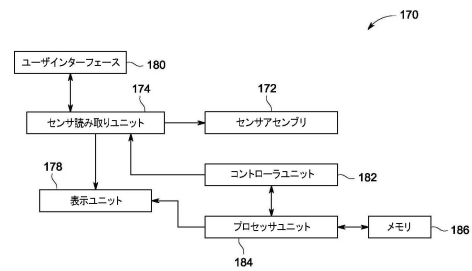 170
ユーザインターフェース
180
174
172
センサ読み取りユニット
センサアセンブリ
178
コントローラユニット
182
表示ユニット
プロセッサユニット
メモリ
186
184